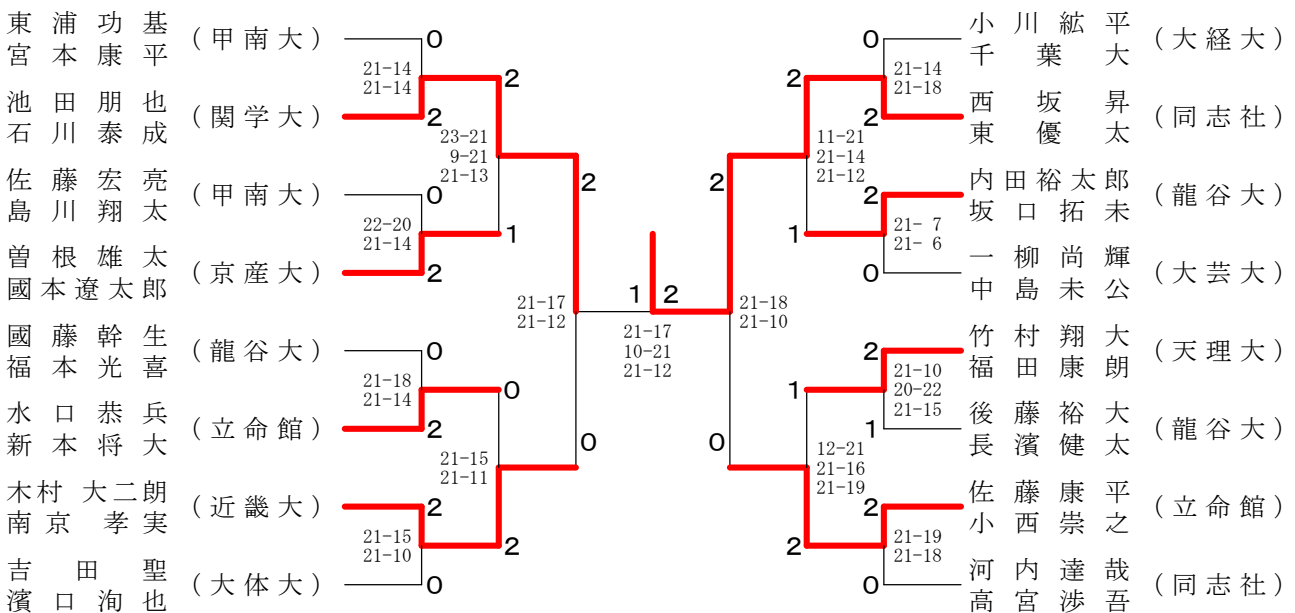 東浦功基
宮本康平
(甲南大)
0
21-14
21-14
2
池田朋也
石川泰成
(関学大)
2
23-21
9-21
21-13
佐藤宏亮
島川翔太
(甲南大)
0
22-20
21-14
1
曽根雄太
國本遼太郎
(京産大)
2
2
21-17
21-12
國藤幹生
福本光喜
(龍谷大)
0
21-18
21-14
0
水口恭兵
新本将大
(立命館)
2
21-15
21-11
0
木村 大二朗
南京孝実
(近畿大)
2
21-15
21-10
2
吉田聖
濱口洵也
(大体大)
0
1
2
21-17
10-21
21-12
小川紘平
千葉大
(大経大)
0
21-14
21-18
2
西坂昇
東優太
(同志社)
2
11-21
21-14
21-12
2
内田裕太郎
坂口拓未
(龍谷大)
2
21- 7
21- 6
1
一柳尚輝
中島未公
(大芸大)
0
21-18
21-10
竹村翔大
福田康朗
(天理大)
2
21-10
20-22
21-15
1
後藤裕大
長濱健太
(龍谷大)
1
0
12-21
21-16
21-19
佐藤康平
小西崇之
(立命館)
2
21-19
21-18
2
河内達哉
高宮渉吾
(同志社)
0